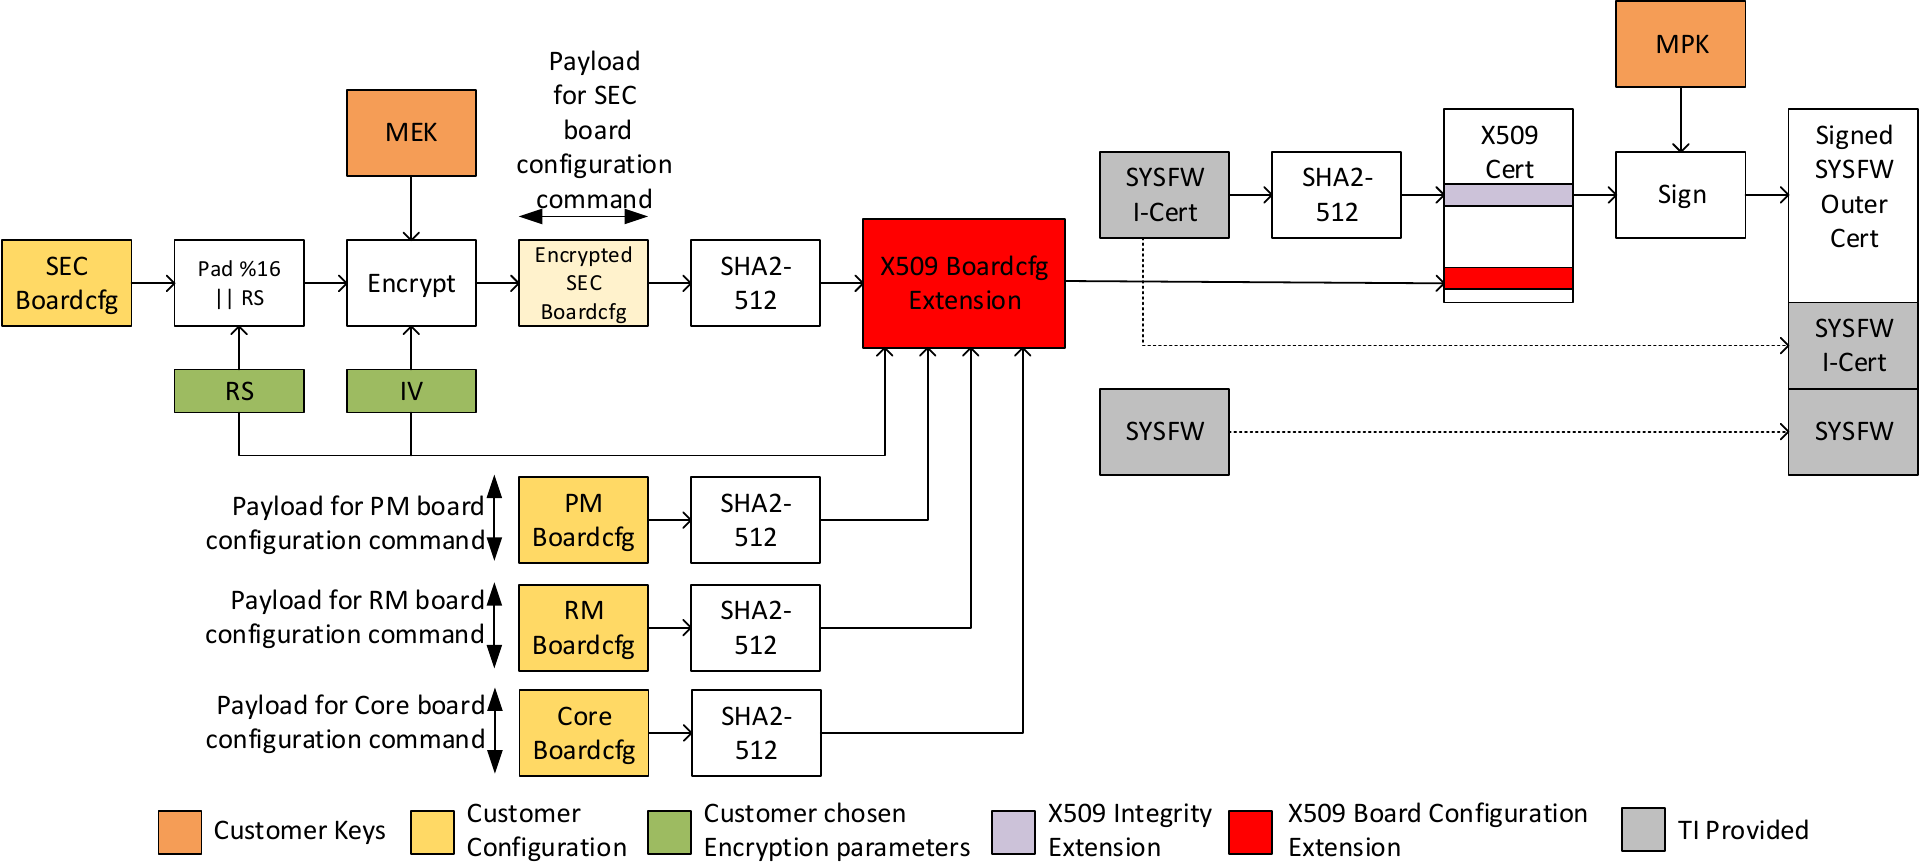 MPK
Payload
for SEC
board
configuration
command
MEK
X509
Cert
Signed
SYSFW
Outer
Cert
SYSFW
I-Cert
SHA2-
512
Sign
SEC
Boardcfg
Pad %16
|| RS
Encrypt
Encrypted
SEC
Boardcfg
SHA2-
512
X509 Boardcfg
Extension
SYSFW
I-Cert
RS
IV
SYSFW
SYSFW
Payload for PM board
configuration command
PM
Boardcfg
SHA2-
512
Payload for RM board
configuration command
RM
Boardcfg
SHA2-
512
Payload for Core board
configuration command
Core
Boardcfg
SHA2-
512
Customer Keys
Customer
Configuration
Customer chosen
Encryption parameters
X509 Integrity
Extension
X509 Board Configuration
Extension
TI Provided